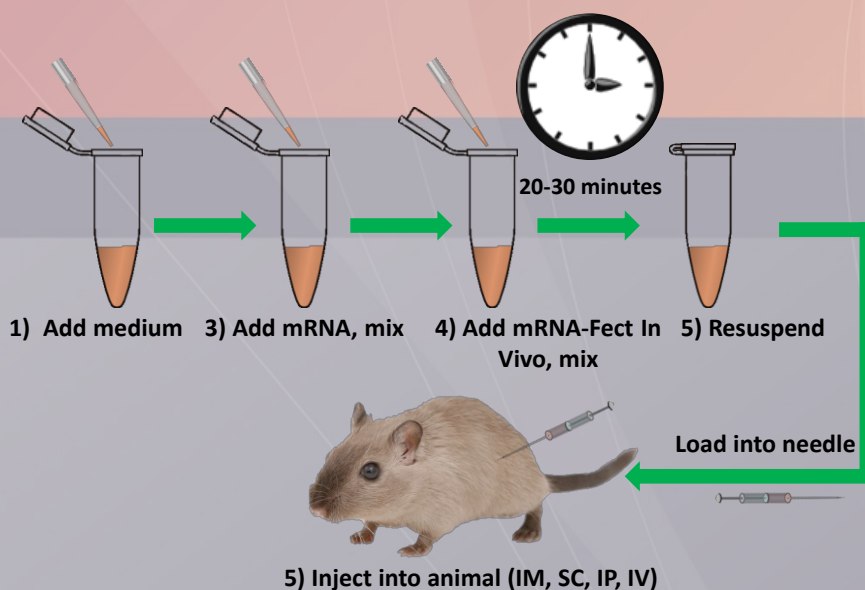 20-30 minutes
1) Add medium
3) Add mRNA, mix
4) Add mRNA-Fect In
Vivo, mix
5) Resuspend
Load into needle
5) Inject into animal (IM, SC, IP, IV)